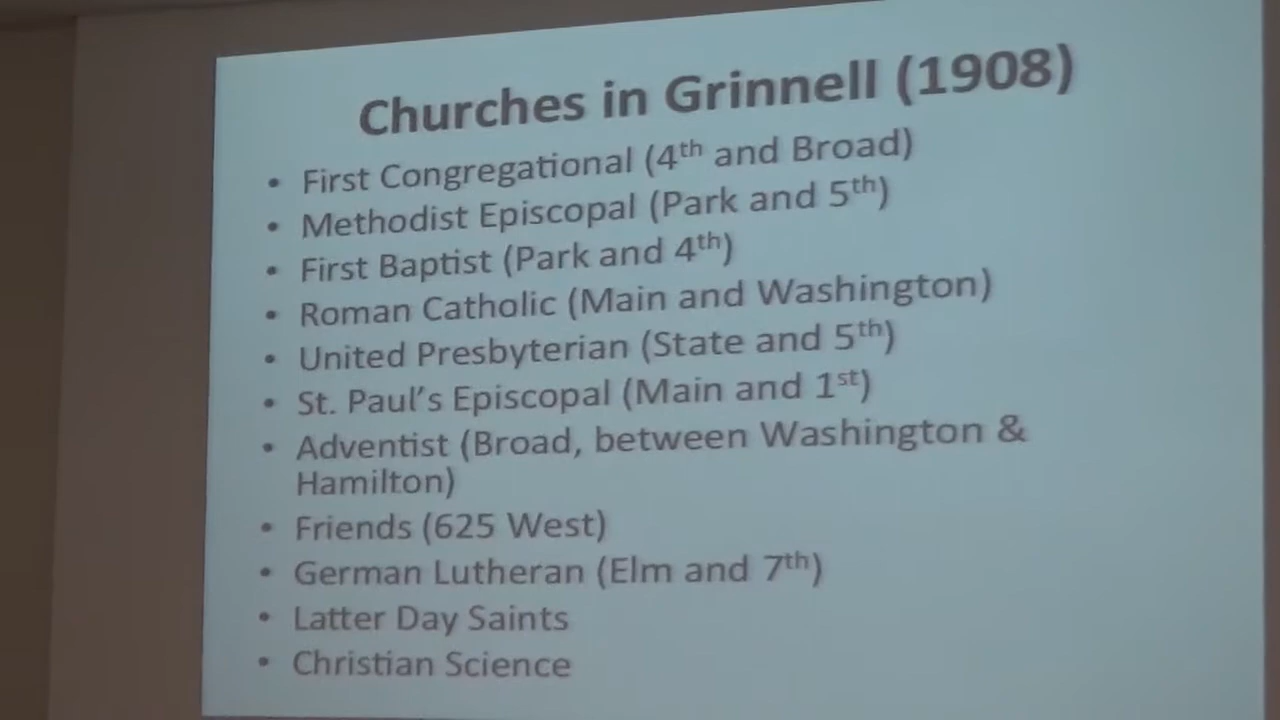 Churches in Grinnell (1908)
• First Congregational (4th and Broad)
• Methodist Episcopal (Park and 5th)
• First Baptist (Park and 4th)
• Roman Catholic (Main and Washington)
• United Presbyterian (State and 5th)
• St. Paul's Episcopal (Main and 1st)
• Adventist (Broad, between Washington &
Hamilton)
• Friends (625 West)
• German Lutheran (Elm and 7th)
• Latter Day Saints
• Christian Science